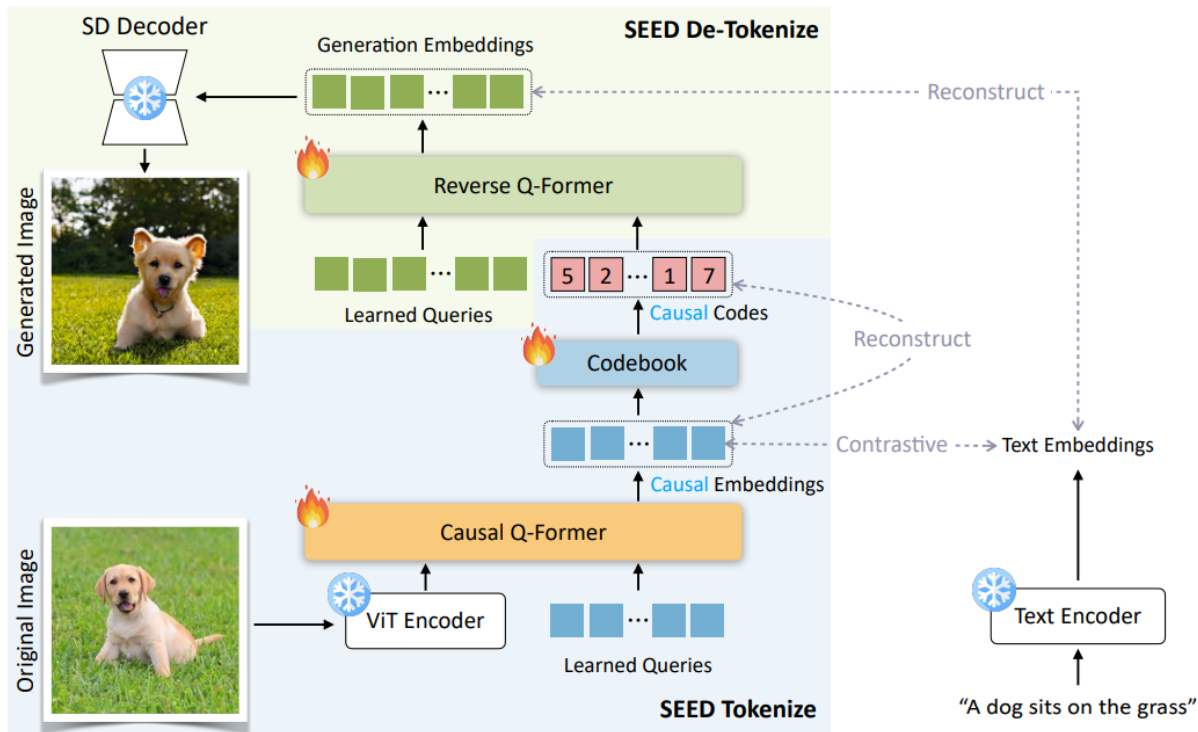 SD Decoder
SEED De-Tokenize
Generation Embeddings
Reconstruct
Reverse Q-Former
Generated Image
5 2 ··· 1 7
Learned Queries
Causal Codes
Reconstruct
Codebook
Contrastive
Text Embeddings
Causal Embeddings
Causal Q-Former
Original Image
ViT Encoder
Text Encoder
Learned Queries
SEED Tokenize
“A dog sits on the grass”